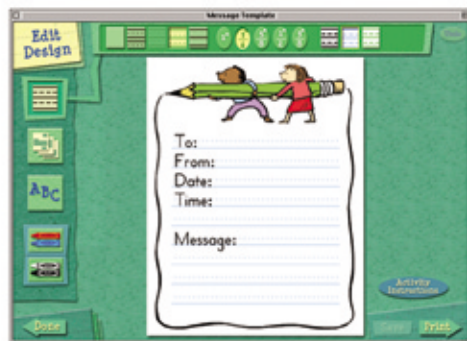 Message Template
Edit
Design
To:
From:
Date:
Time:
Message:
ABC
Activity
Instructions
Done
Save
Print